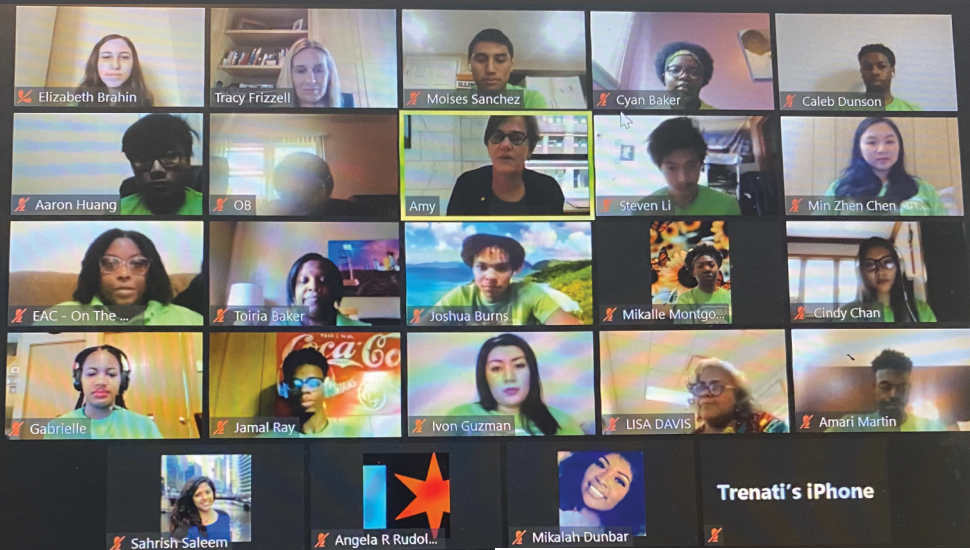 Elizabeth Brahin
Tracy Frizzell
Moises Sanchez
Cyan Baker
Caleb Dunson
Aaron Huang
OB
Amy
Steven Li
Min Zhen Chen
EAC - On The ...
Toiria Baker
Joshua Burns
Mikalle Montgo...
Cindy Chan
Gabrielle
Jamal Ray
Coca-Co
Ivon Guzman
LISA DAVIS
Amari Martin
Sahrish Saleem
Angela R Rudol...
Mikalah Dunbar
Trenati's iPhone